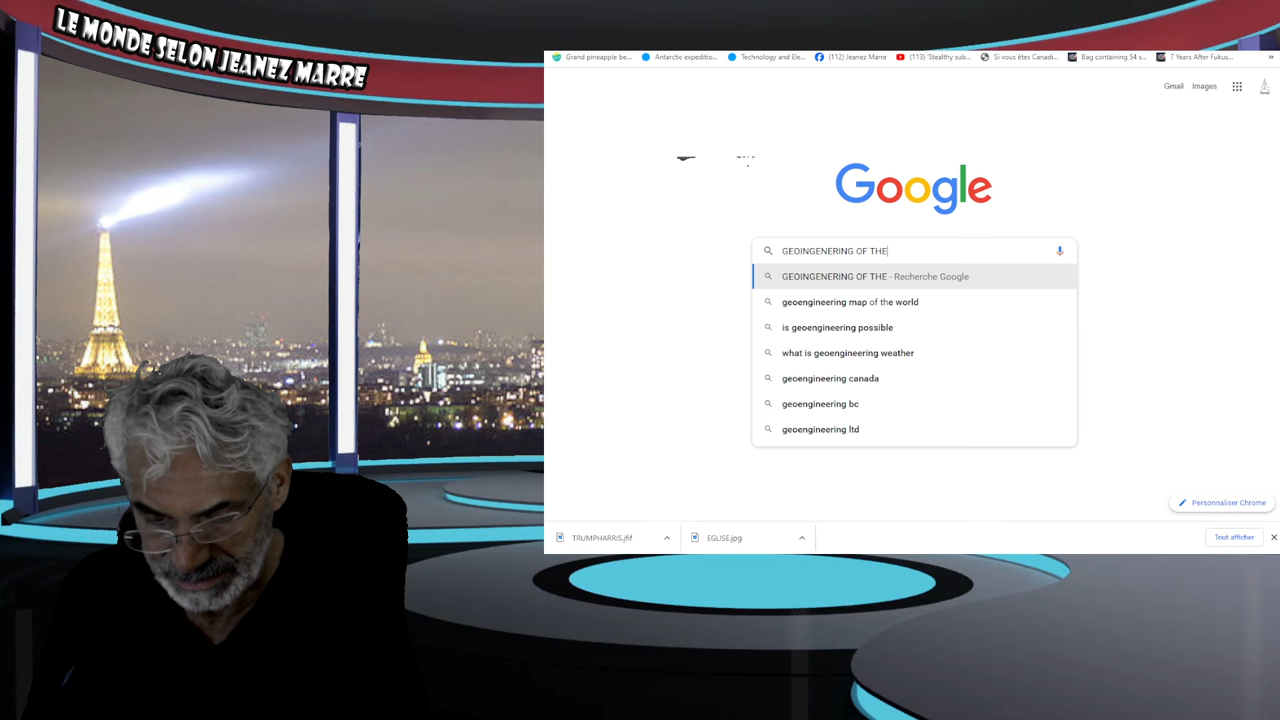 LE MONDE SELON JEANEZ MARRE
Grand pineapple be... Antarctic expeditio... Technology and Ele... (112) Jeanez Marre (113) 'Stealthy sub... Si vous êtes Canadi... Bag containing 54 s... 7 Years After Fukus... »
Gmail Images
Google
GEOINGENERING OF THE
GEOINGENERING OF THE - Recherche Google
geoengineering map of the world
is geoengineering possible
what is geoengineering weather
geoengineering canada
geoengineering bc
geoengineering ltd
Personnaliser Chrome
TRUMPHARRIS.jfif EGLISE.jpg Tout afficher